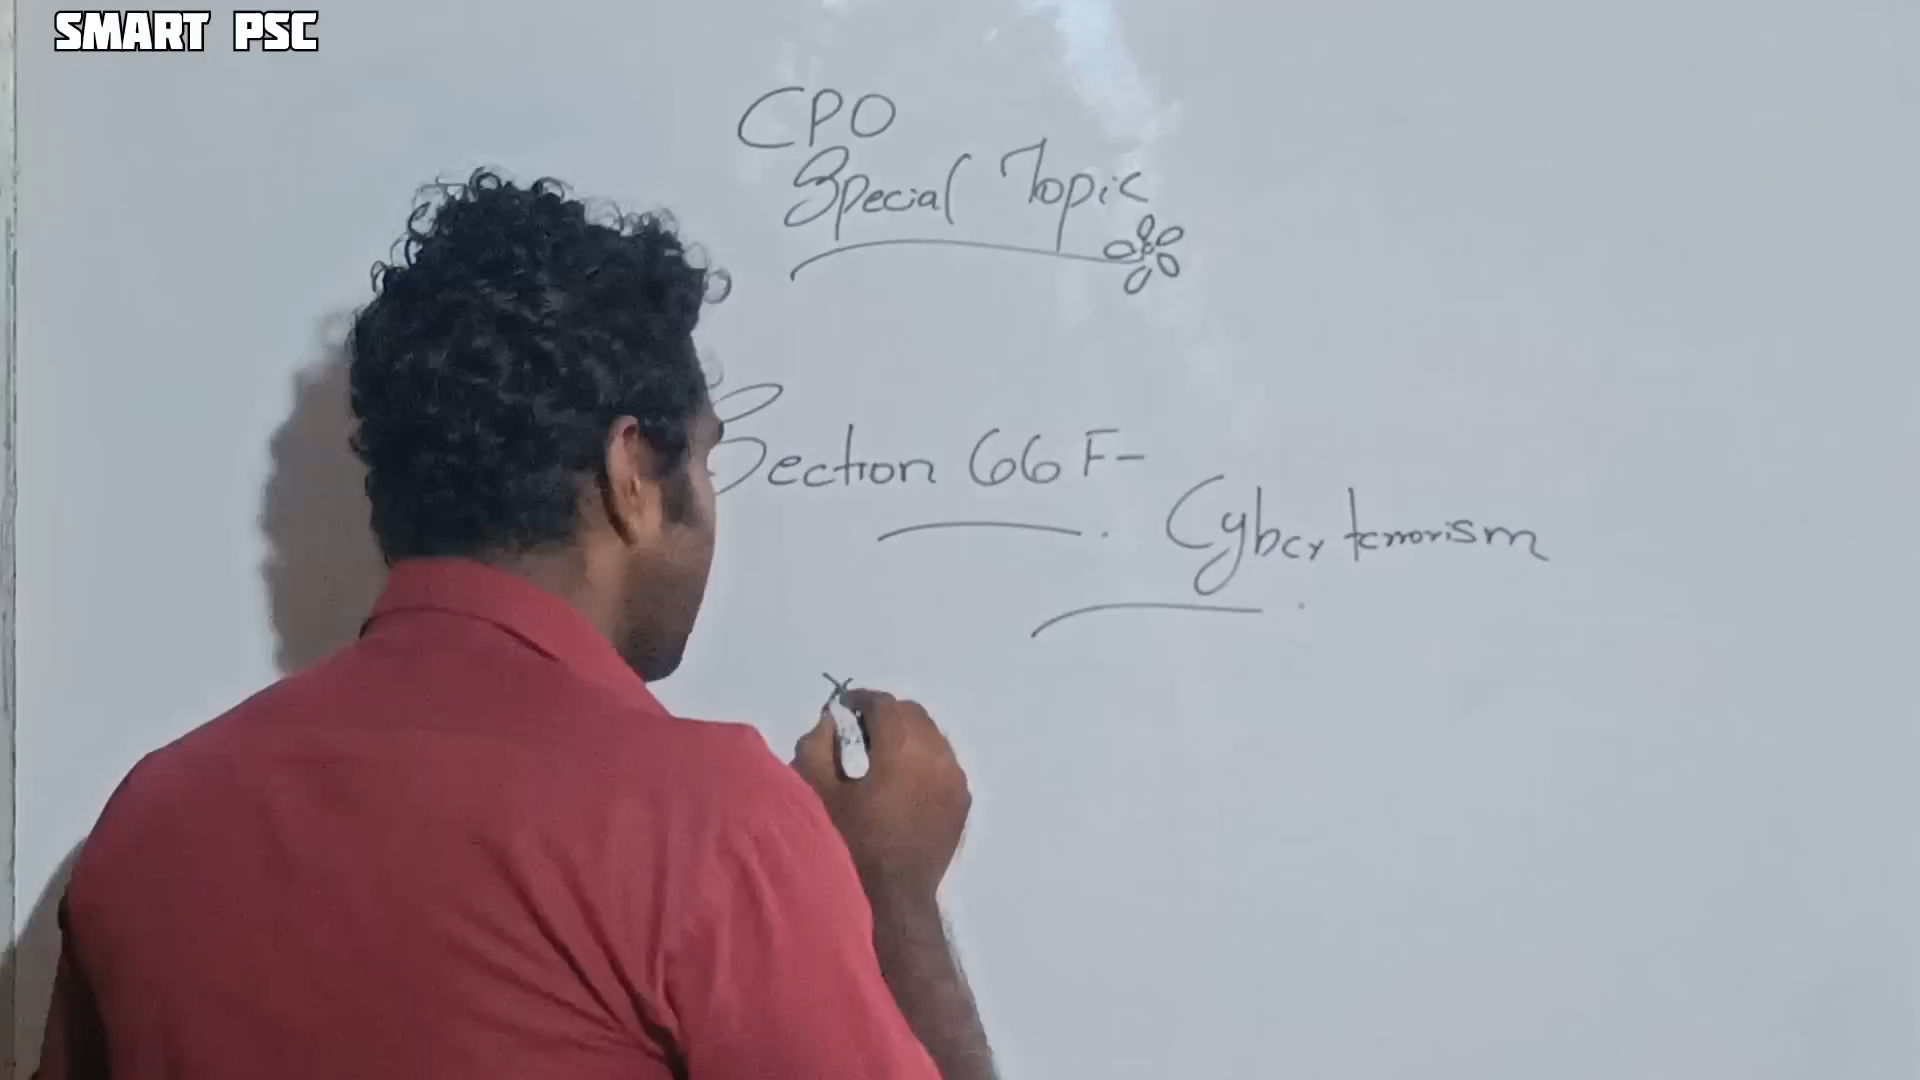 SMART PSC
CPO
Special Topic
Section 66F-
Cyber terrorism